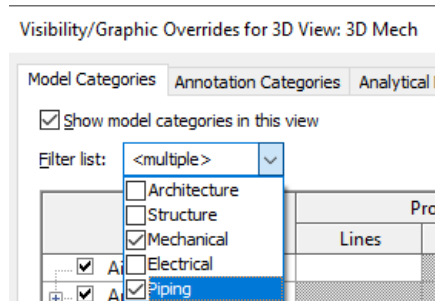 Visibility/Graphic Overrides for 3D View: 3D Mech
Model Categories Annotation Categories Analytical
Show model categories in this view
Filter list: <multiple>
Architecture
Structure
Mechanical
Electrical
Piping
Lines